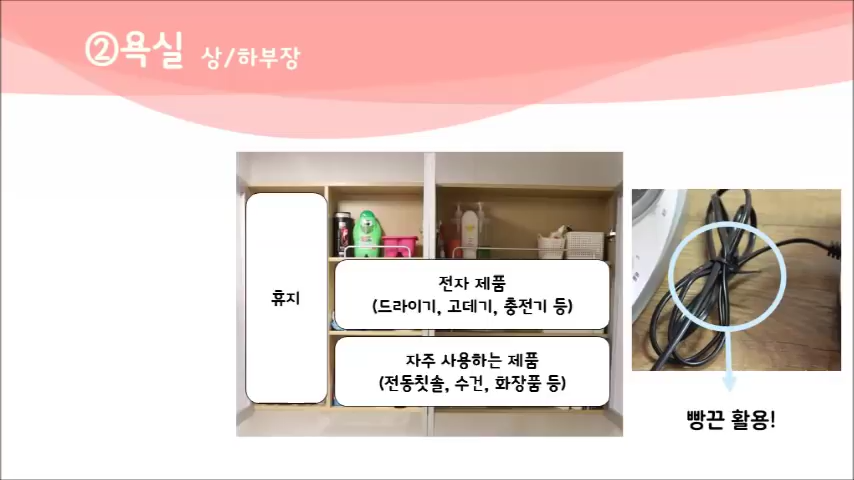 ②욕실 상/하부장
휴지
전자 제품
(드라이기, 고데기, 충전기 등)
자주 사용하는 제품
(전동칫솔, 수건, 화장품 등)
빵끈 활용!